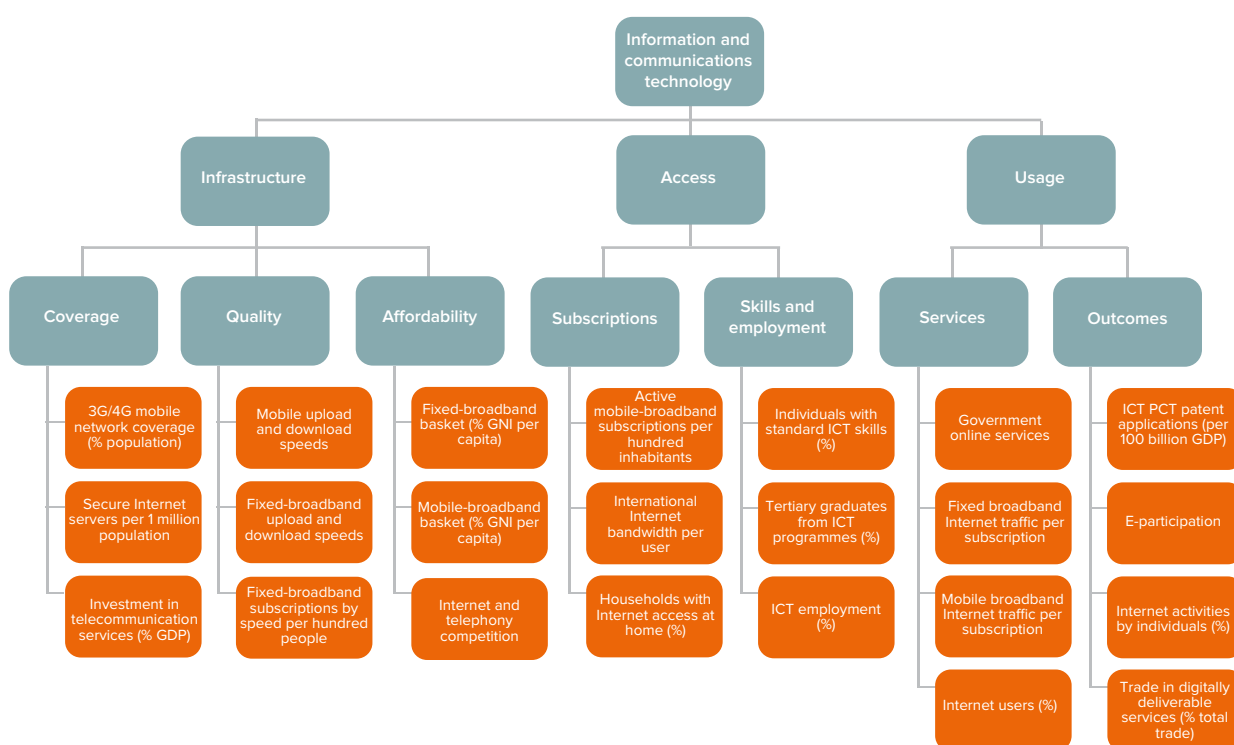 Information and
communications
technology
Infrastructure
Access
Usage
Coverage
Quality
Affordability
Subscriptions
Skills and
employment
Services
Outcomes
3G/4G mobile
network coverage
(% population)
Secure Internet
servers per 1 million
population
Investment in
telecommunication
services (% GDP)
Mobile upload
and download
speeds
Fixed-broadband
upload and
download speeds
Fixed-broadband
subscriptions by
speed per hundred
people
Fixed-broadband
basket (% GNI per
capita)
Mobile-broadband
basket (% GNI per
capita)
Internet and
telephony
competition
Active
mobile-broadband
subscriptions per
hundred
inhabitants
International
Internet
bandwidth per
user
Households with
Internet access at
home (%)
Individuals with
standard ICT skills
(%)
Tertiary graduates
from ICT
programmes (%)
ICT employment
(%)
Government
online services
Fixed broadband
Internet traffic per
subscription
Mobile broadband
Internet traffic per
subscription
Internet users (%)
ICT PCT patent
applications (per
100 billion GDP)
E-participation
Internet activities
by individuals (%)
Trade in digitally
deliverable
services (% total
trade)